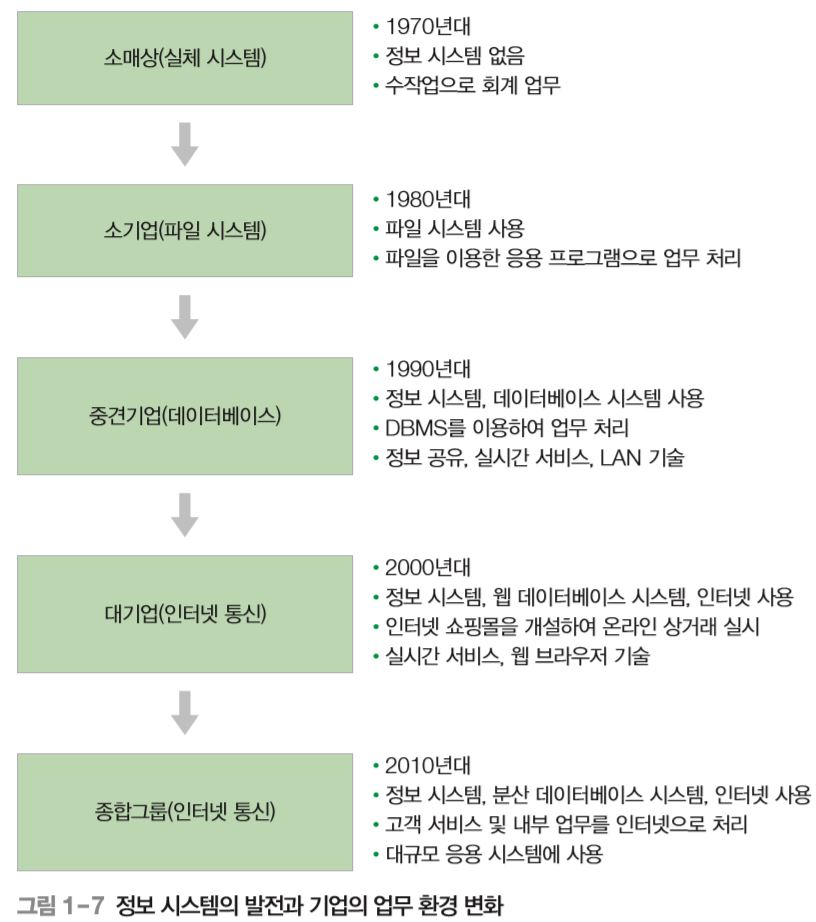 소매상(실체 시스템)
• 1970년대
• 정보 시스템 없음
• 수작업으로 회계 업무
소기업(파일 시스템)
• 1980년대
• 파일 시스템 사용
• 파일을 이용한 응용 프로그램으로 업무 처리
중견기업(데이터베이스)
• 1990년대
• 정보 시스템, 데이터베이스 시스템 사용
• DBMS를 이용하여 업무 처리
• 정보 공유, 실시간 서비스, LAN 기술
대기업(인터넷 통신)
• 2000년대
• 정보 시스템, 웹 데이터베이스 시스템, 인터넷 사용
• 인터넷 쇼핑몰을 개설하여 온라인 상거래 실시
• 실시간 서비스, 웹 브라우저 기술
종합그룹(인터넷 통신)
• 2010년대
• 정보 시스템, 분산 데이터베이스 시스템, 인터넷 사용
• 고객 서비스 및 내부 업무를 인터넷으로 처리
• 대규모 응용 시스템에 사용
그림 1-7 정보 시스템의 발전과 기업의 업무 환경 변화